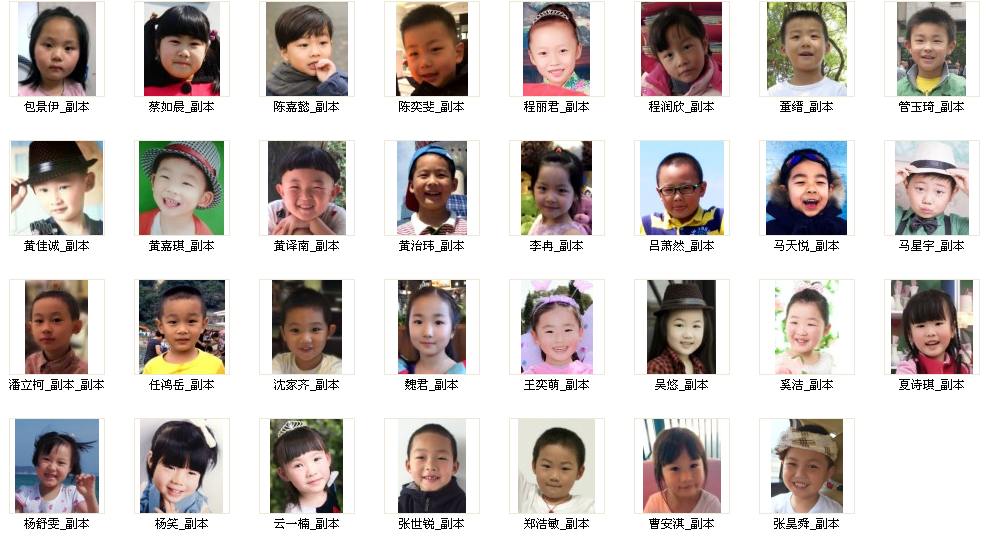 包景伊_副本
蔡如晨_副本
陈嘉懿_副本
陈奕斐_副本
程丽君_副本
程润欣_副本
董缙_副本
管玉琦_副本
黄佳诚_副本
黄嘉琪_副本
黄译南_副本
黄冶玮_副本
李冉_副本
吕萧然_副本
马天悦_副本
马星宇_副本
潘立柯_副本_副本
任鸿岳_副本
沈家齐_副本
魏君_副本
王奕萌_副本
吴悠_副本
奚洁_副本
夏诗琪_副本
杨舒雯_副本
杨笑_副本
云一楠_副本
张世锐_副本
郑洁敏_副本
曹安淇_副本
张昊舜_副本